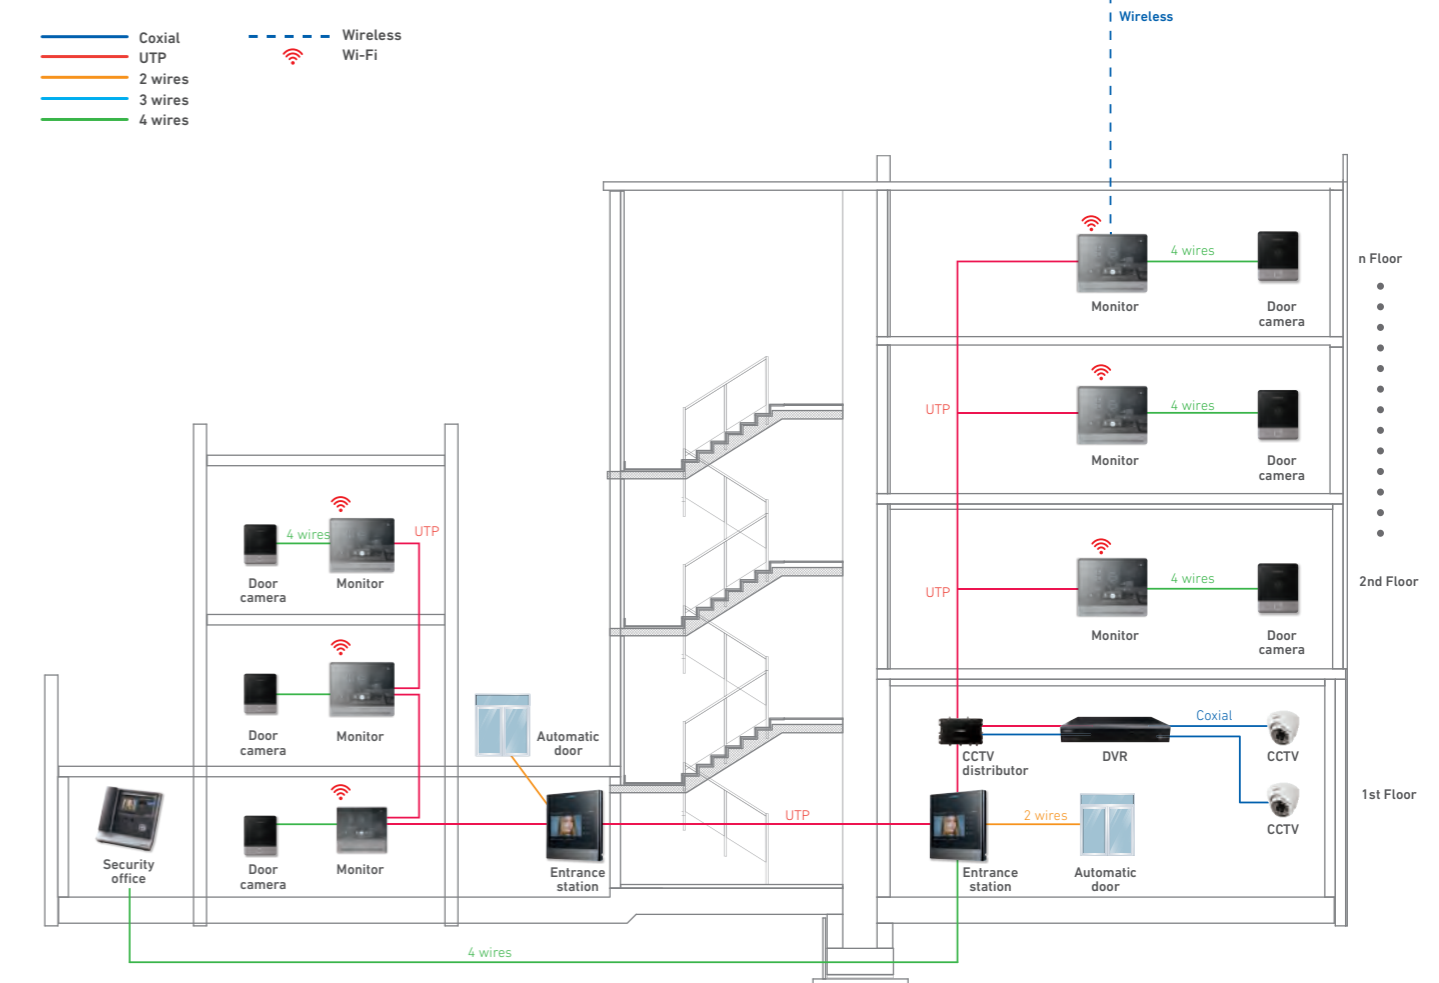 Wireless
Coxial
UTP
2 wires
3 wires
4 wires
Wireless
Wi-Fi
4 wires
Monitor
Door
camera
n Floor
UTP
4 wires
Monitor
Door
camera
UTP
4 wires
Monitor
Door
camera
2nd Floor
4 wires
UTP
Door
camera
Monitor
Door
camera
Monitor
Automatic
door
Coxial
CCTV
distributor
DVR
CCTV
CCTV
1st Floor
Security
office
Door
camera
Monitor
Entrance
station
UTP
2 wires
Entrance
station
Automatic
door
4 wires